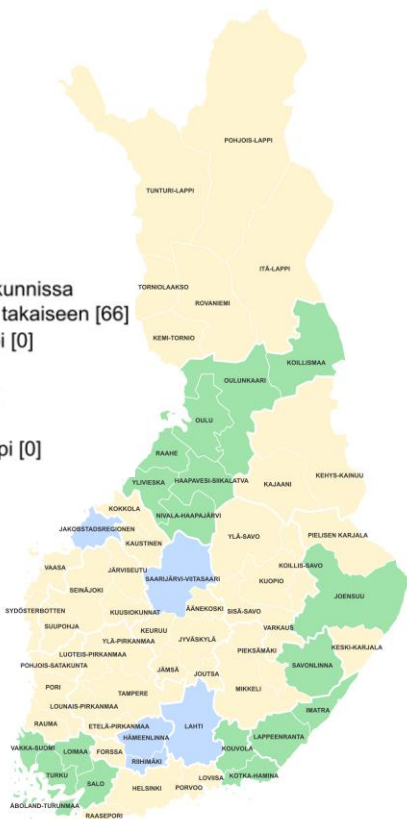 POHJOIS-LAPPI
TUNTURI-LAPPI
kunnissa
ITÄ-LAPPI
TORNIOLAAKSO
takaiseen [66]
ROVANIEMI
i [0]
KEMI-TORNIO
KOILLISMAA
OULUNKAARI
pi [0]
OULU
RAAHE
KEHYS-KAINUU
YLIVIESKA
HAAPAVESI-SIIKALATVA
KAJAANI
KOKKOLA
NIVALA-HAAPAJÄRVI
JAKOBSTADSREGIONEN
YLÄ-SAVO
PIELISEN KARJALA
KAUSTINEN
VAASA
JÄRVISEUTU
KOILLIS-SAVO
SAARIJÄRVI-VIITASAARI
KUOPIO
SEINÄJOKI
JOENSUU
SYDÖSTERBOTTEN
KUUSIOKUNNAT
ÄÄNEKOSKI
SISÄ-SAVO
SUUPOHJA
KEURUU
VARKAUS
YLÄ-PIRKANMAA
JYVÄSKYLÄ
KESKI-KARJALA
LUOTEIS-PIRKANMAA
PIEKSÄMÄKI
POHJOIS-SATAKUNTA
SAVONLINNA
JÄMSÄ
JOUTSA
PORI
TAMPERE
MIKKELI
LOUNAIS-PIRKANMAA
IMATRA
RAUMA
ETELÄ-PIRKANMAA
LAHTI
LAPPEENRANTA
HÄMEENLINNA
VAKKA-SUOMI
LOIMAA
FORSSA
KOUVOLA
RIIHIMÄKI
TURKU
KOTKA-HAMINA
SALO
LOVIISA
HELSINKI
PORVOO
ÅBOLAND-TURUNMAA
RAASEPORI